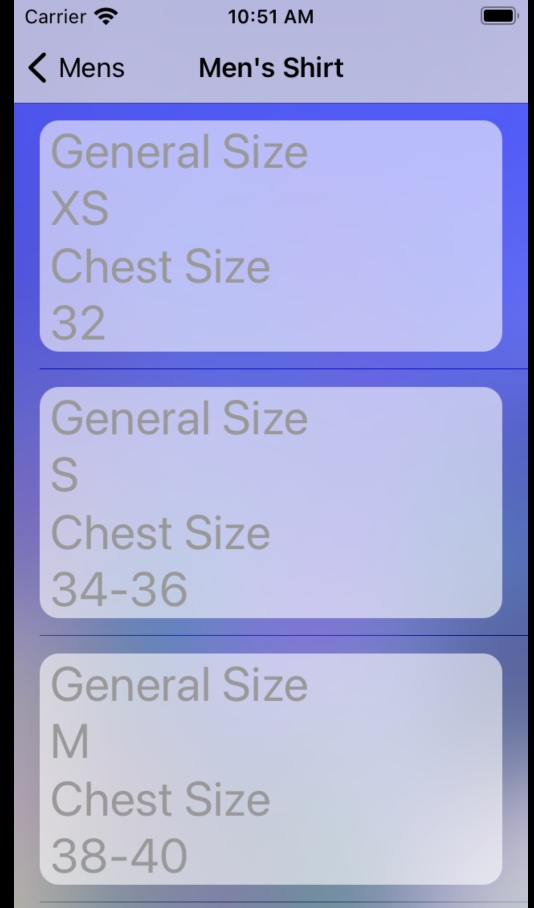 Carrier 10:51 AM
Mens Men's Shirt
General Size
XS
Chest Size
32
General Size
S
Chest Size
34-36
General Size
M
Chest Size
38-40